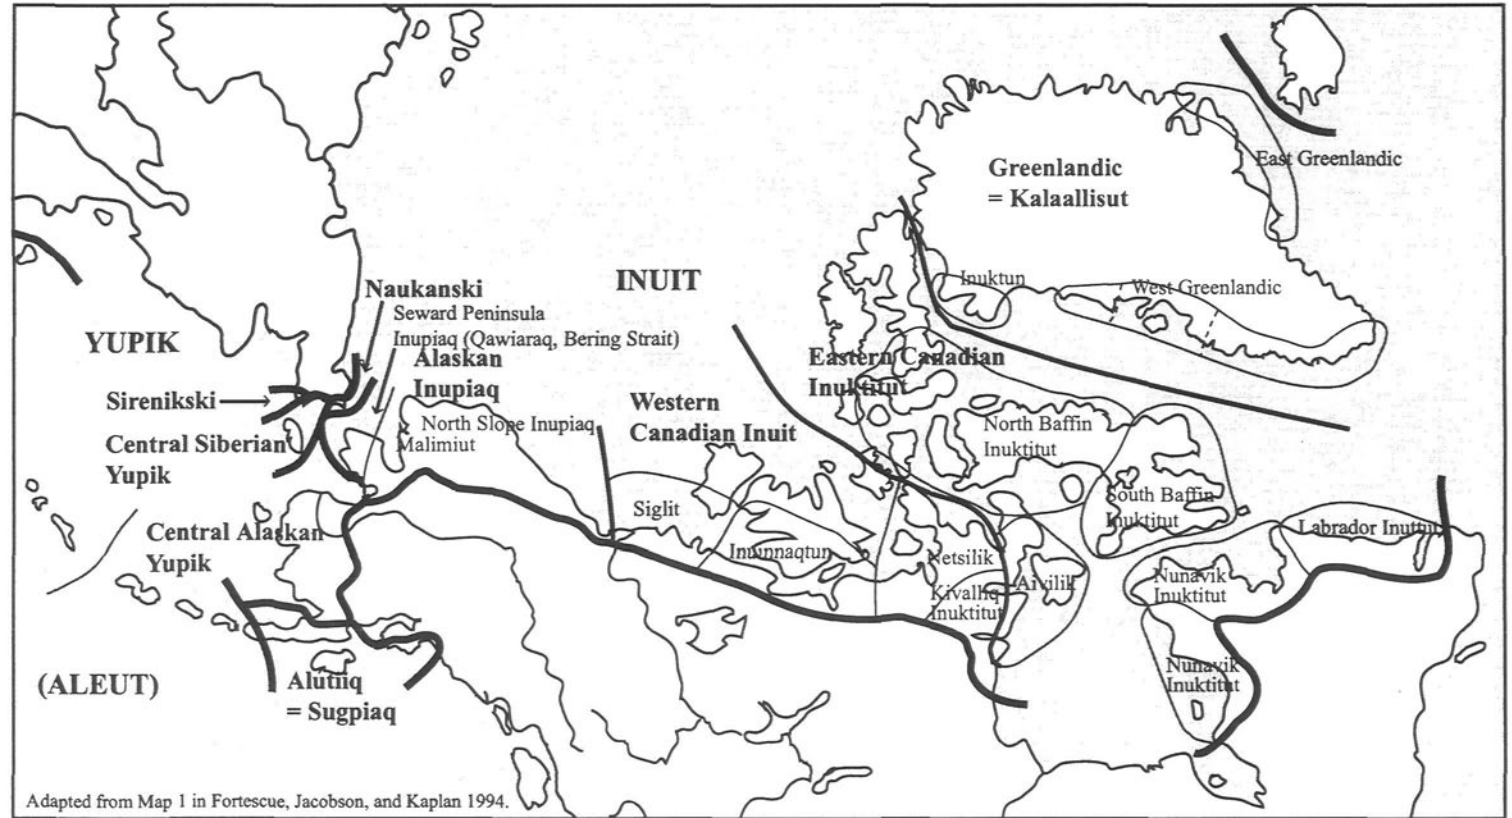 East Greenlandic
Greenlandic
= Kalaallisut
INUIT
Inuktun
West Greenlandic
Naukanski
Seward Peninsula
Inupiaq (Qawiaraq, Bering Strait)
YUPIK
Alaskan
Inupiaq
Eastern Canadian
Inuktitut
Sirenikski
Western
Canadian Inuit
North Slope Inupiaq
Malimiut
North Baffin
Inuktitut
Central Siberian
Yupik
Siglit
South Baffin
Inuktitut
Labrador Inuttut
Central Alaskan
Yupik
Inuinnaqtun
Netsilik
Aivilik
Kivalliq
Inuktitut
Nunavik
Inuktitut
Nunavik
Inuktitut
(ALEUT)
Alutiiq
= Sugpiaq
Adapted from Map 1 in Fortescue, Jacobson, and Kaplan 1994.